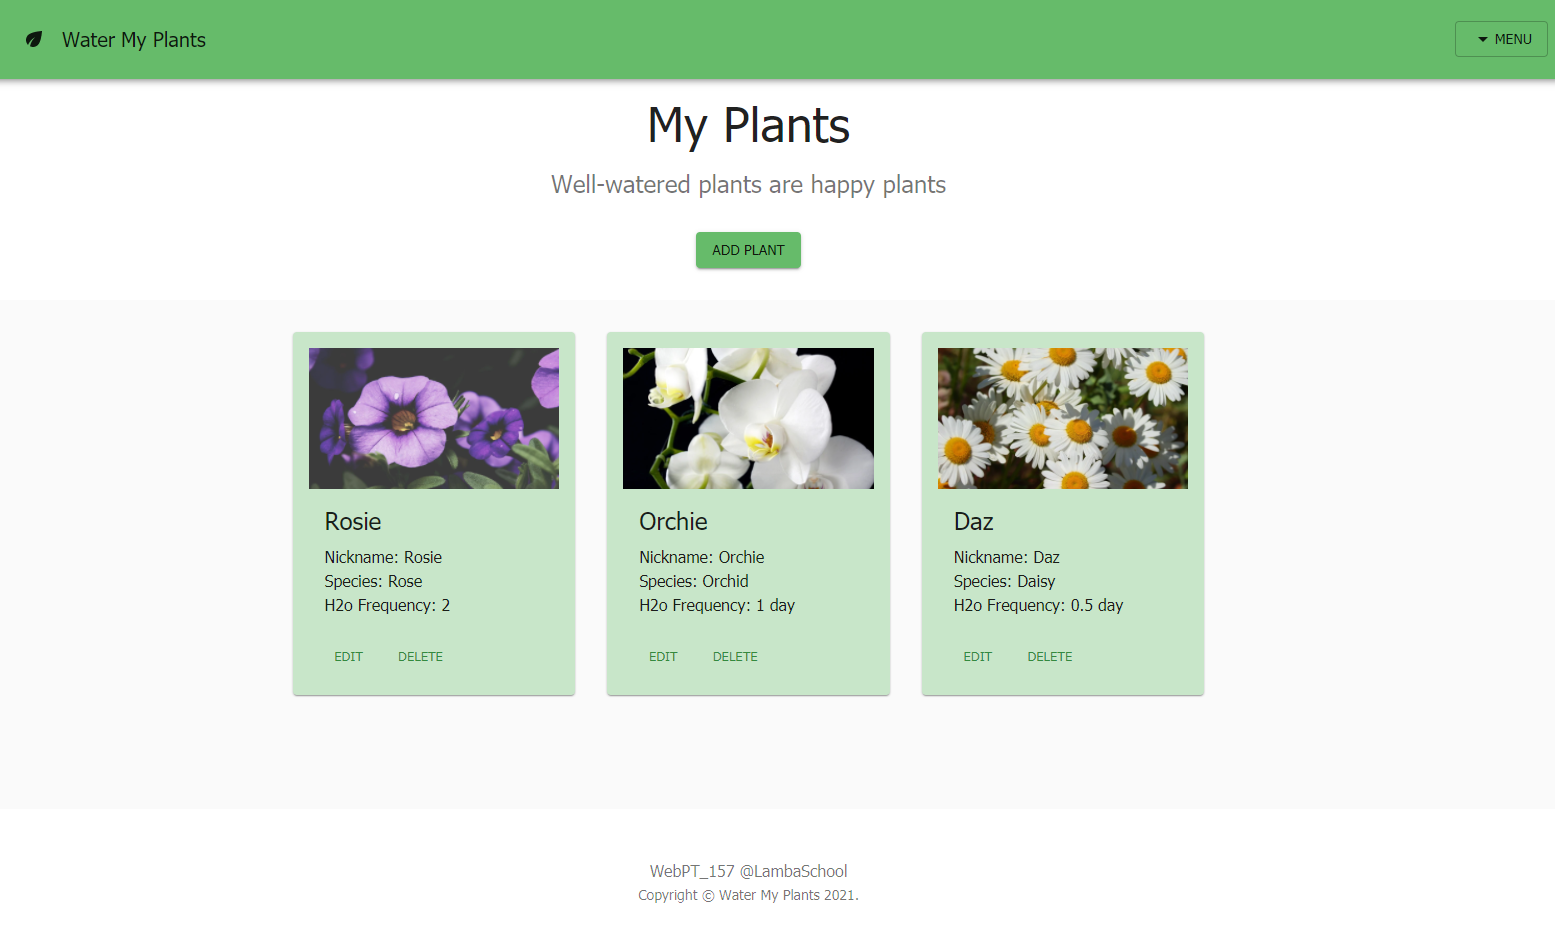 Water My Plants
MENU
My Plants
Well-watered plants are happy plants
ADD PLANT
Rosie
Nickname: Rosie
Species: Rose
H2o Frequency: 2
EDIT DELETE
Orchie
Nickname: Orchie
Species: Orchid
H2o Frequency: 1 day
EDIT DELETE
Daz
Nickname: Daz
Species: Daisy
H2o Frequency: 0.5 day
EDIT DELETE
WebPT_157 @LambaSchool
Copyright © Water My Plants 2021.